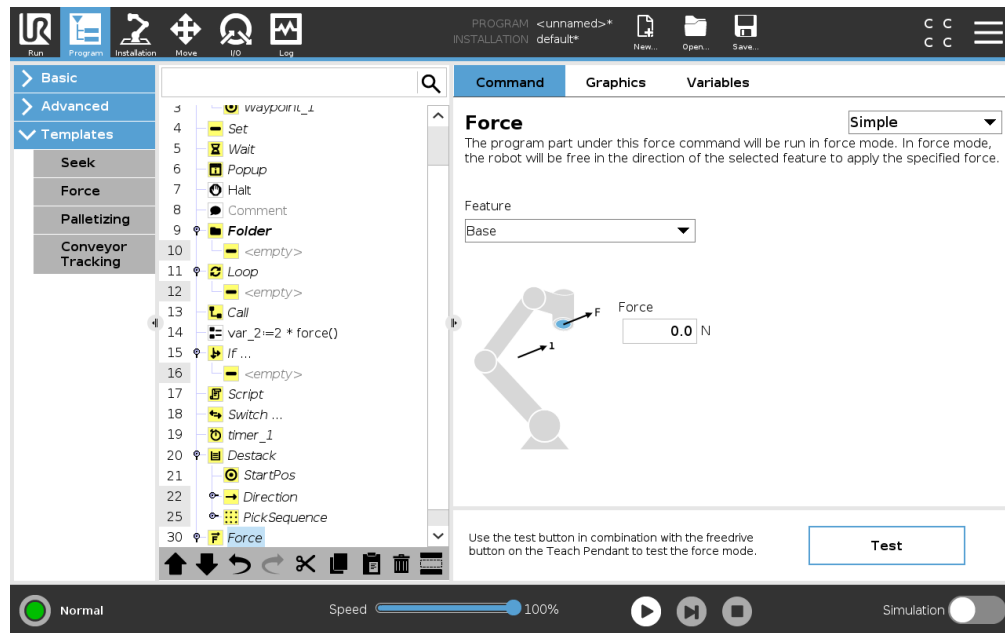 UR
PROGRAM <unnamed>*
INSTALLATION default*
Run Program Installation Move I/O Log New... Open... Save...
C C
C C
Basic
Advanced
Templates
Seek
Force
Palletizing
Conveyor
Tracking
3 Waypoint_1
4 Set
5 Wait
6 Popup
7 Halt
8 Comment
9 Folder
10 <empty>
11 Loop
12 <empty>
13 Call
14 var_2:=2 * force()
15 If ...
16 <empty>
17 Script
18 Switch ...
19 timer_1
20 Destack
21 StartPos
22 Direction
25 PickSequence
30 Force
Command Graphics Variables
Force Simple
The program part under this force command will be run in force mode. In force mode,
the robot will be free in the direction of the selected feature to apply the specified force.
Feature
Base
F
1
Force
0.0 N
Use the test button in combination with the freedrive
button on the Teach Pendant to test the force mode.
Test
Normal Speed 100% Simulation